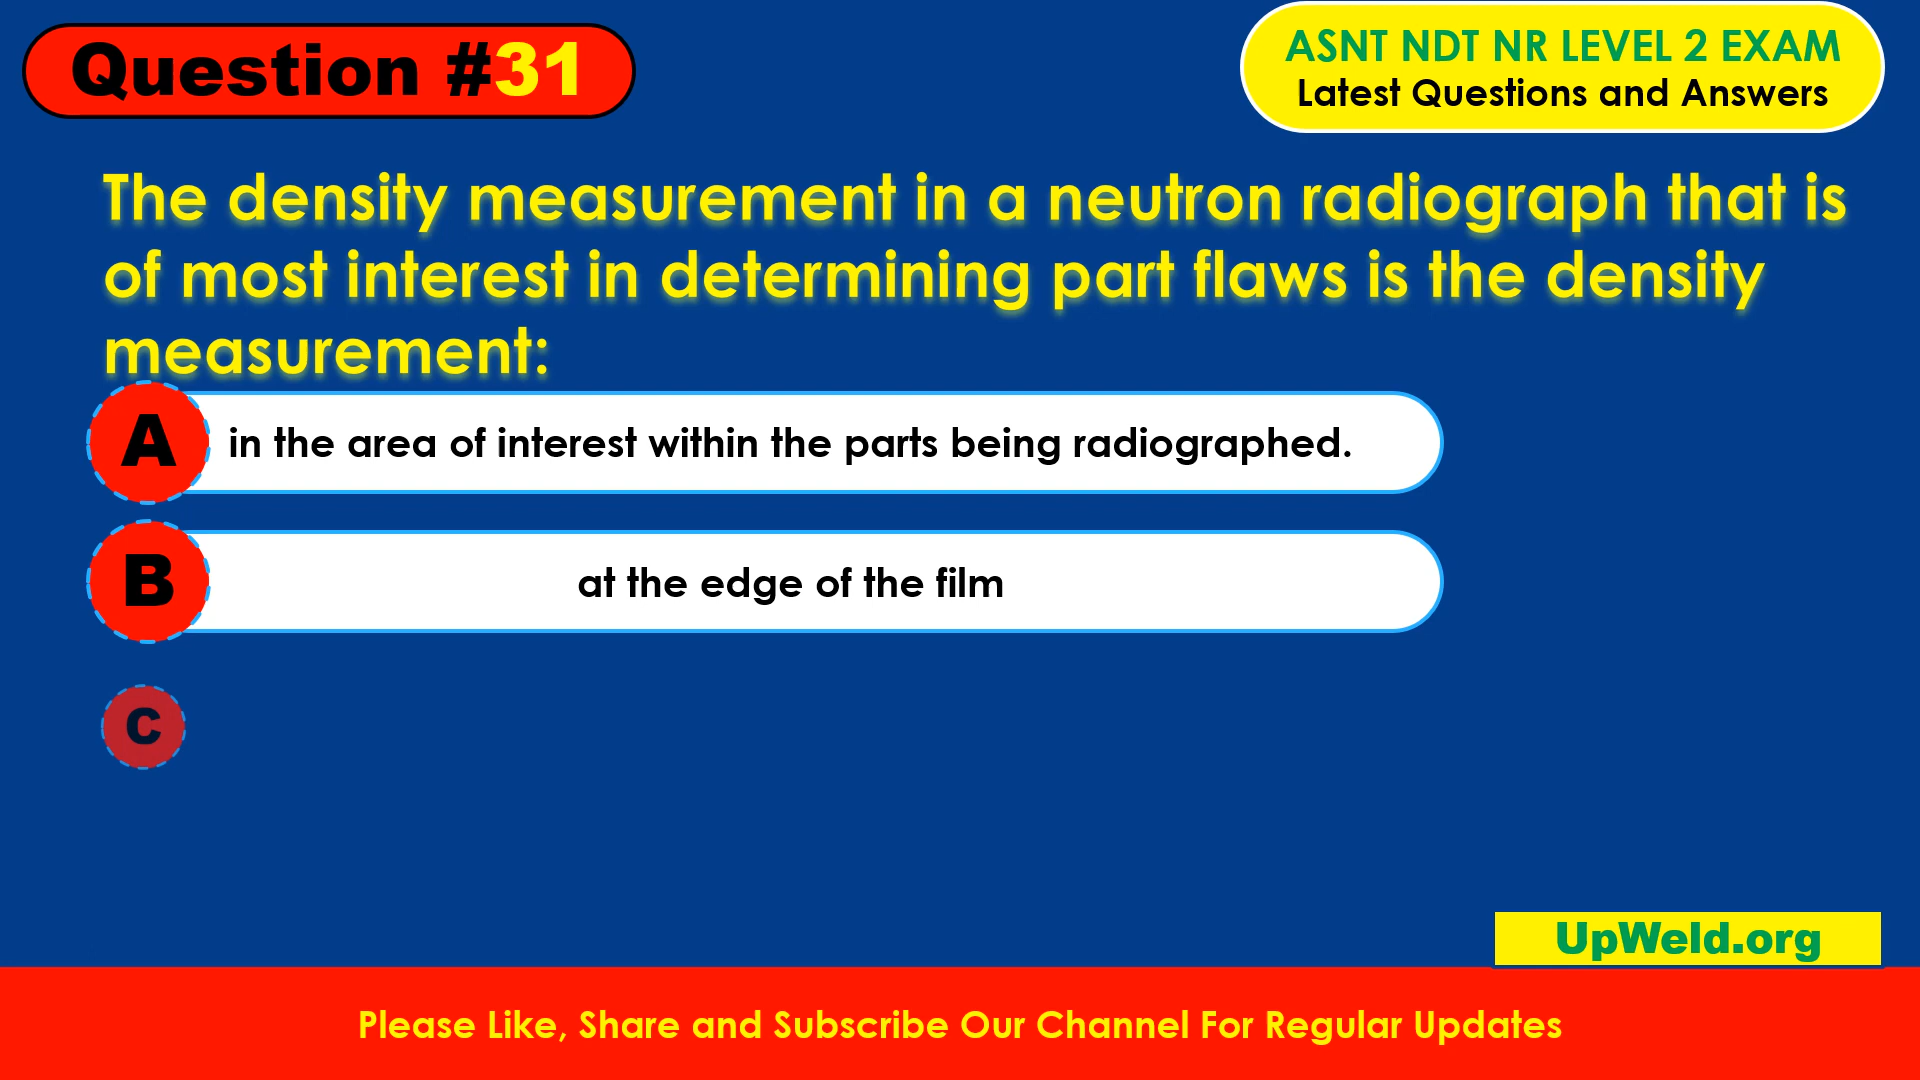 Question #31
ASNT NDT NR LEVEL 2 EXAM
Latest Questions and Answers
The density measurement in a neutron radiograph that is
of most interest in determining part flaws is the density
measurement:
A in the area of interest within the parts being radiographed.
B at the edge of the film
C
UpWeld.org
Please Like, Share and Subscribe Our Channel For Regular Updates